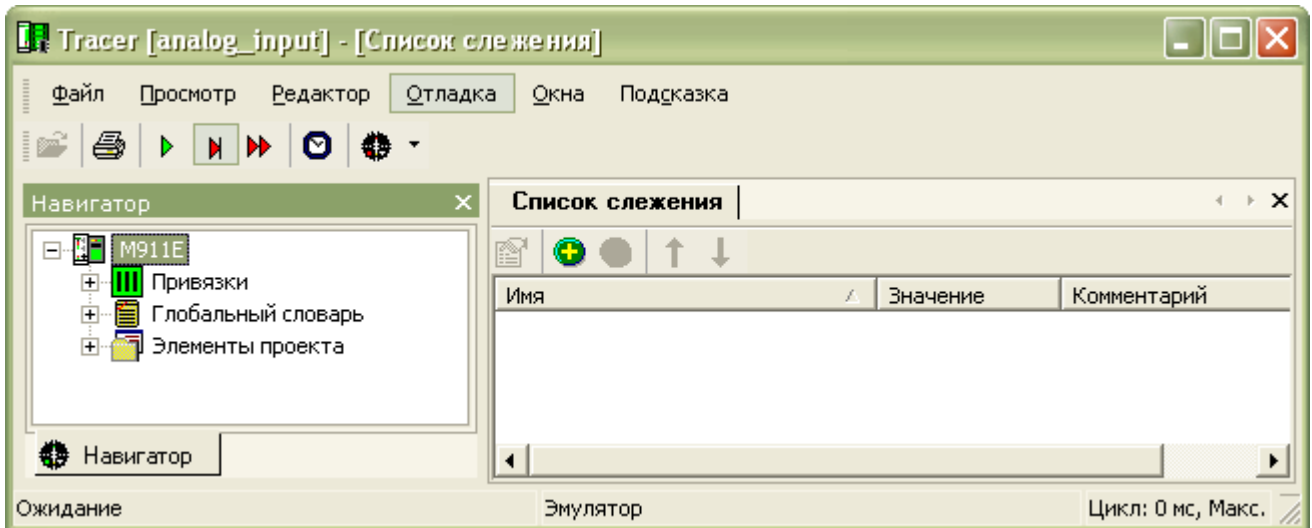 Tracer [analog_input] - [Список слежения]
Файл Просмотр Редактор Отладка Окна Подсказка
Навигатор
Список слежения
M911E
Привязки
Глобальный словарь
Элементы проекта
Имя Значение Комментарий
Навигатор
Ожидание Эмулятор Цикл: 0 мс, Макс.